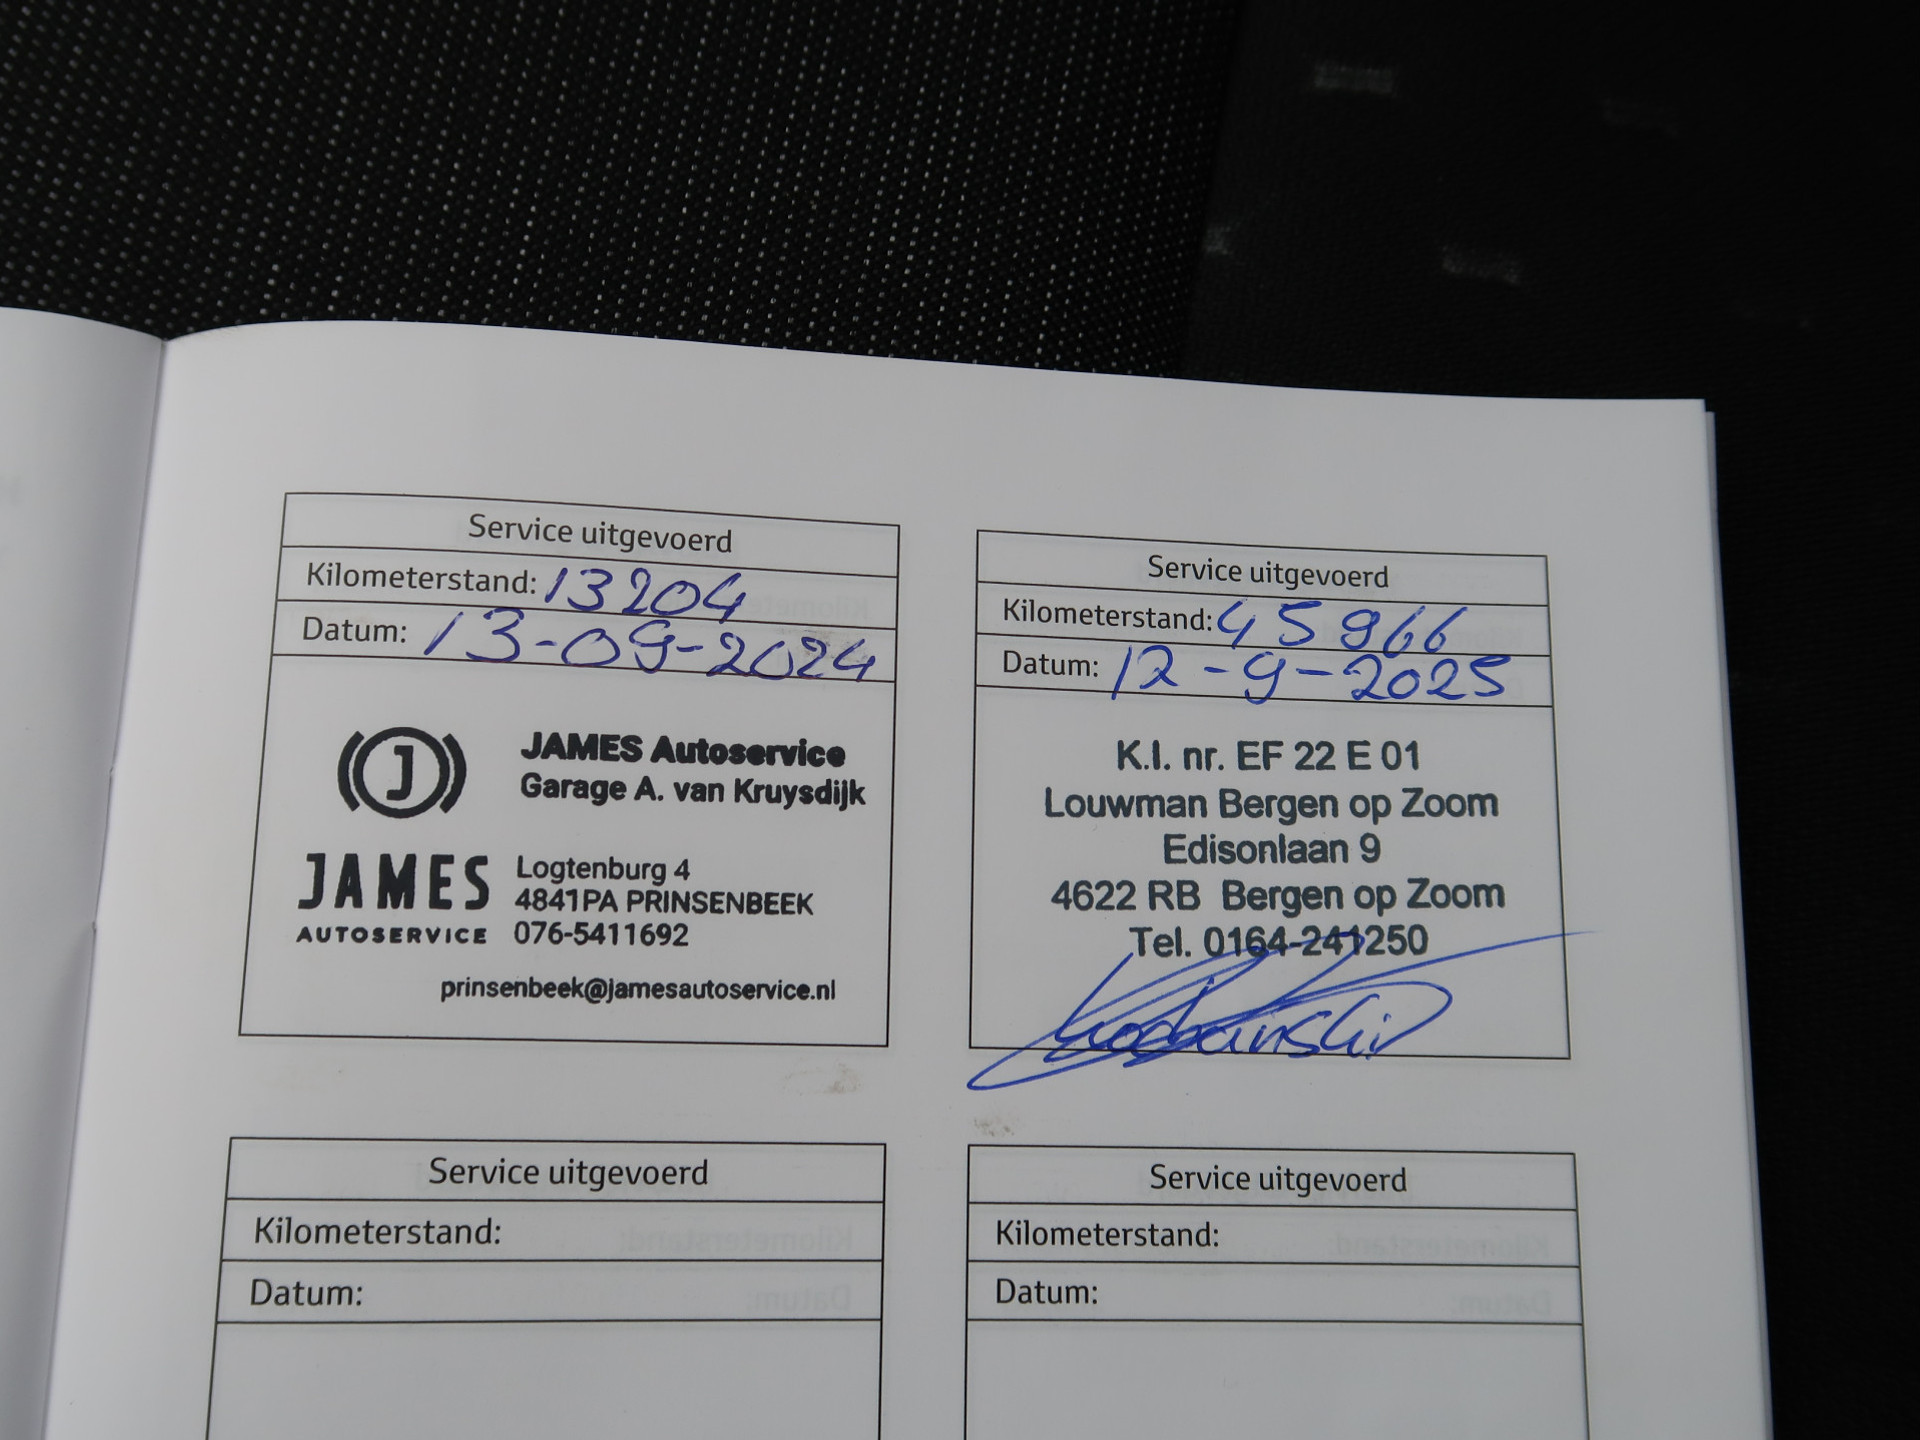 Service uitgevoerd
Kilometerstand: 13204
Datum: 13-09-2024
J
JAMES Autoservice
Garage A. van Kruysdijk
JAMES
AUTOSERVICE
Logtenburg 4
4841PA PRINSENBEEK
076-5411692
prinsenbeek@jamesautoservice.nl
Service uitgevoerd
Kilometerstand: 45966
Datum: 12-9-2025
K.I. nr. EF 22 E 01
Louwman Bergen op Zoom
Edisonlaan 9
4622 RB Bergen op Zoom
Tel. 0164-241250
Service uitgevoerd
Kilometerstand:
Datum:
Service uitgevoerd
Kilometerstand:
Datum: